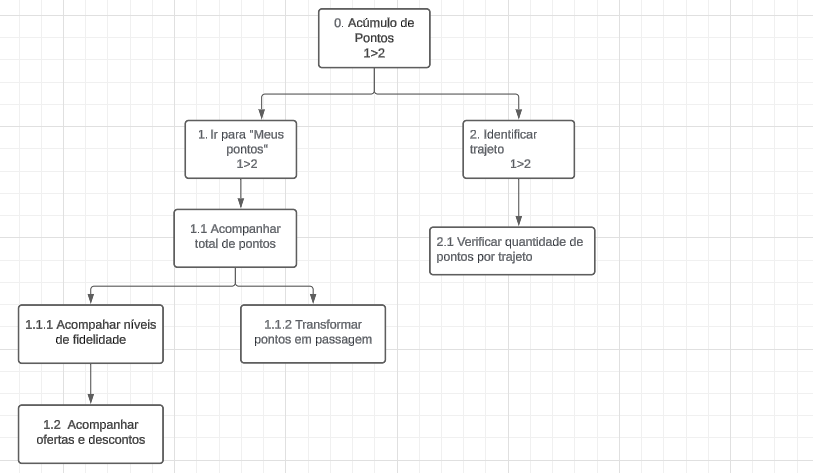 0. Acúmulo de
Pontos
1>2
1. Ir para "Meus
pontos"
1>2
2. Identificar
trajeto
1>2
1.1 Acompanhar
total de pontos
2.1 Verificar quantidade de
pontos por trajeto
1.1.1 Acompahar níveis
de fidelidade
1.1.2 Transformar
pontos em passagem
1.2 Acompanhar
ofertas e descontos